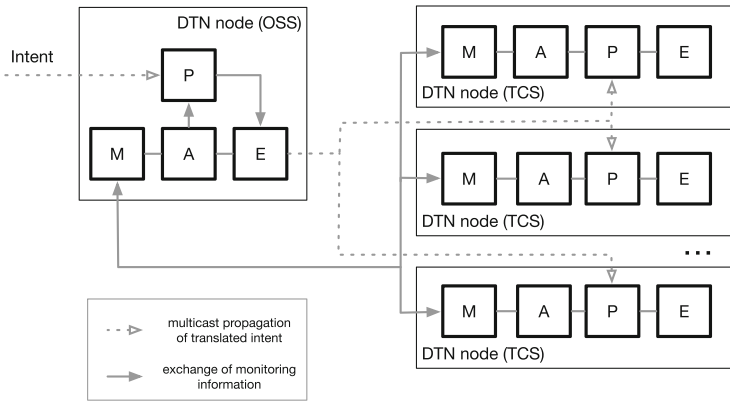 DTN node (OSS)
Intent
P
M A E
M A P E
DTN node (TCS)
M A P E
DTN node (TCS)
...
M A P E
DTN node (TCS)
multicast propagation
of translated intent
exchange of monitoring
information